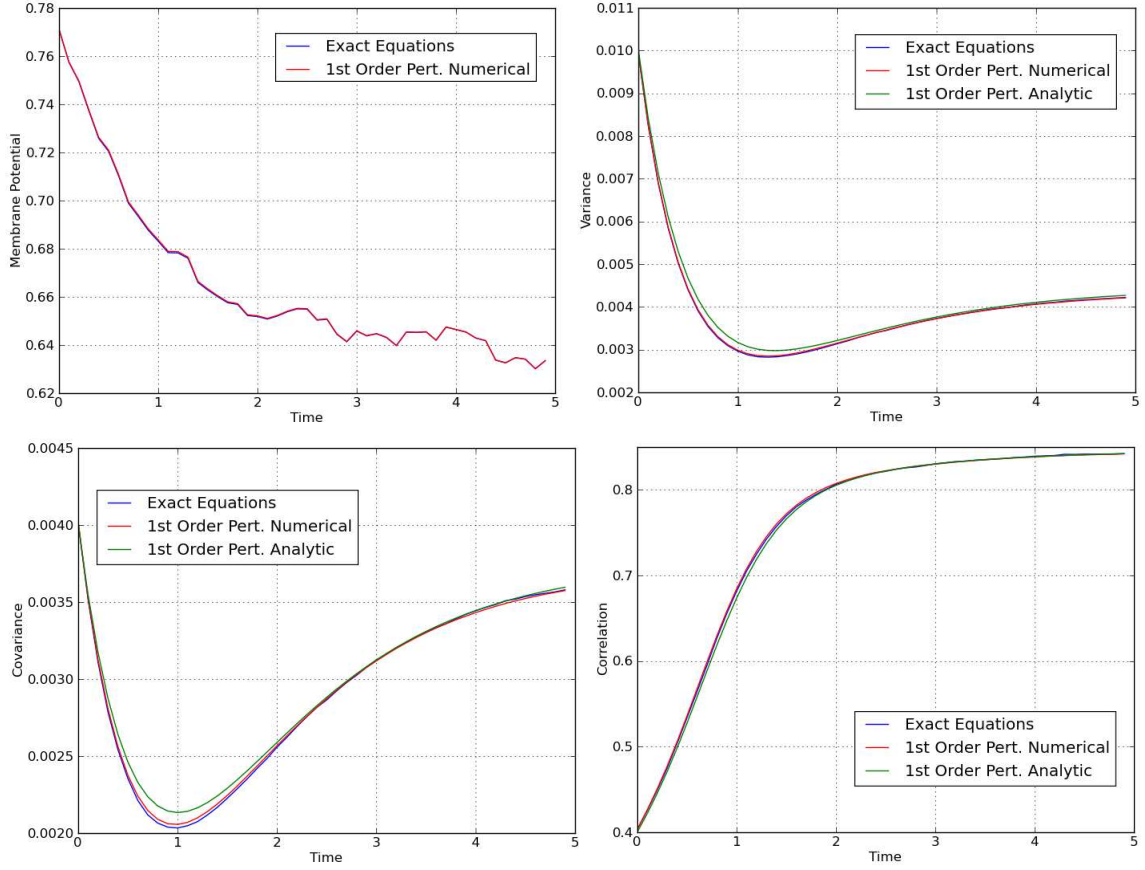 0.78
0.76
0.74
0.72
0.70
0.68
0.66
0.64
0.62
Membrane Potential
Exact Equations
1st Order Pert. Numerical
0 1 2 3 4 5
Time
0.011
0.010
0.009
0.008
0.007
0.006
0.005
0.004
0.003
0.002
Variance
Exact Equations
1st Order Pert. Numerical
1st Order Pert. Analytic
0 1 2 3 4 5
Time
0.0045
0.0040
0.0035
0.0030
0.0025
0.0020
Covariance
Exact Equations
1st Order Pert. Numerical
1st Order Pert. Analytic
0 1 2 3 4 5
Time
0.8
0.7
0.6
0.5
0.4
Correlation
Exact Equations
1st Order Pert. Numerical
1st Order Pert. Analytic
0 1 2 3 4 5
Time